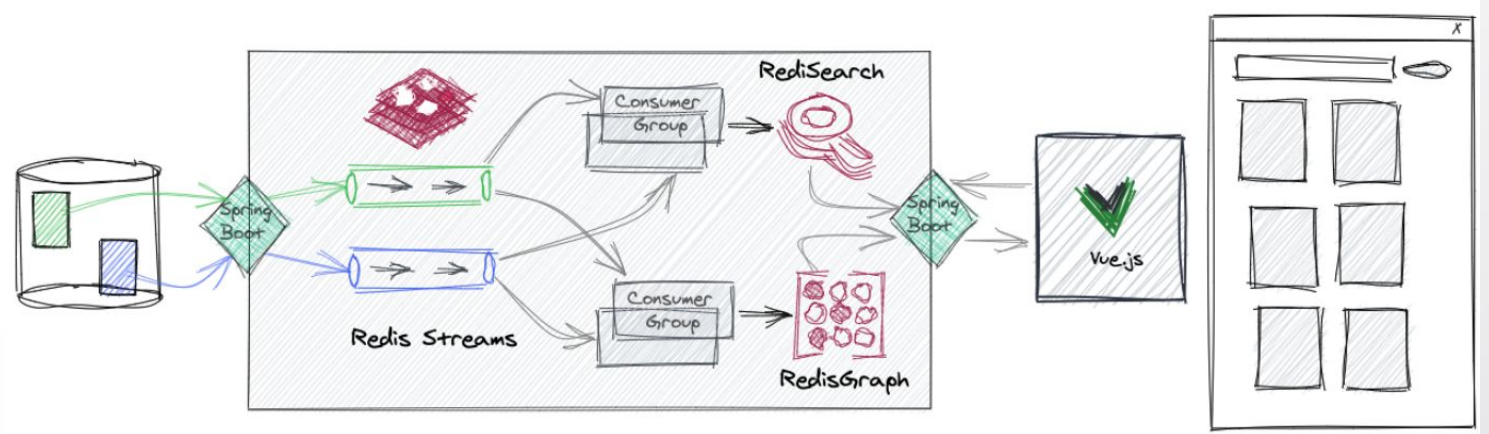 RediSearch
Consumer
Group
Spring
Boot
Spring
Boot
Vue.js
Consumer
Group
Redis Streams
RedisGraph
X